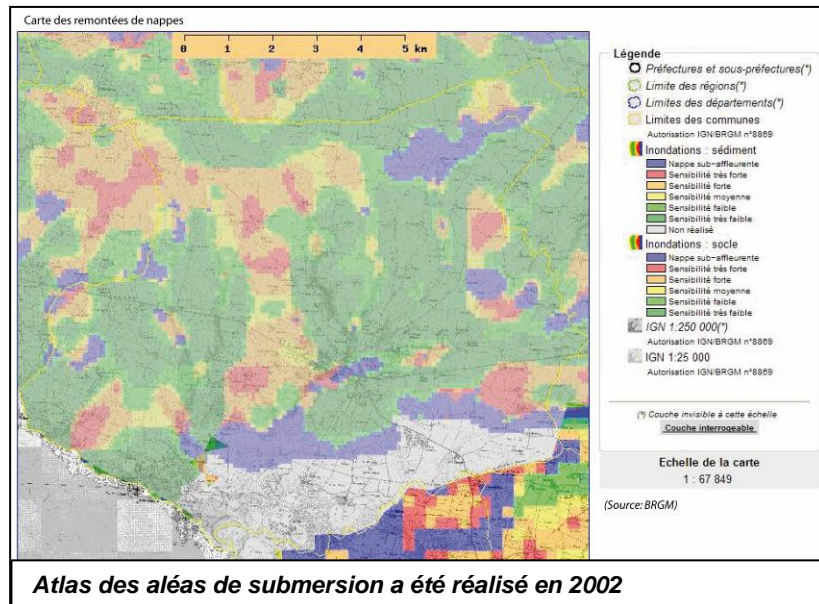 Carte des remontées de nappes
0 1 2 3 4 5 km
Légende
Préfectures et sous-préfectures(*)
Limite des régions(*)
Limites des départements(*)
Limites des communes
Autorisation IGN/BRGM n°8869
Inondations : sédiment
Nappe sub-affleurente
Sensibilité très forte
Sensibilité forte
Sensibilité moyenne
Sensibilité faible
Sensibilité très faible
Non réalisé
Inondations : socle
Nappe sub-affleurente
Sensibilité très forte
Sensibilité forte
Sensibilité moyenne
Sensibilité faible
Sensibilité très faible
IGN 1:250 000(*)
Autorisation IGN/BRGM n°8869
IGN 1:25 000
Autorisation IGN/BRGM n°8869
(*) Couche invisible à cette échelle
Couche interrogeable
Echelle de la carte
1 : 67 849
(Source: BRGM)
Atlas des aléas de submersion a été réalisé en 2002